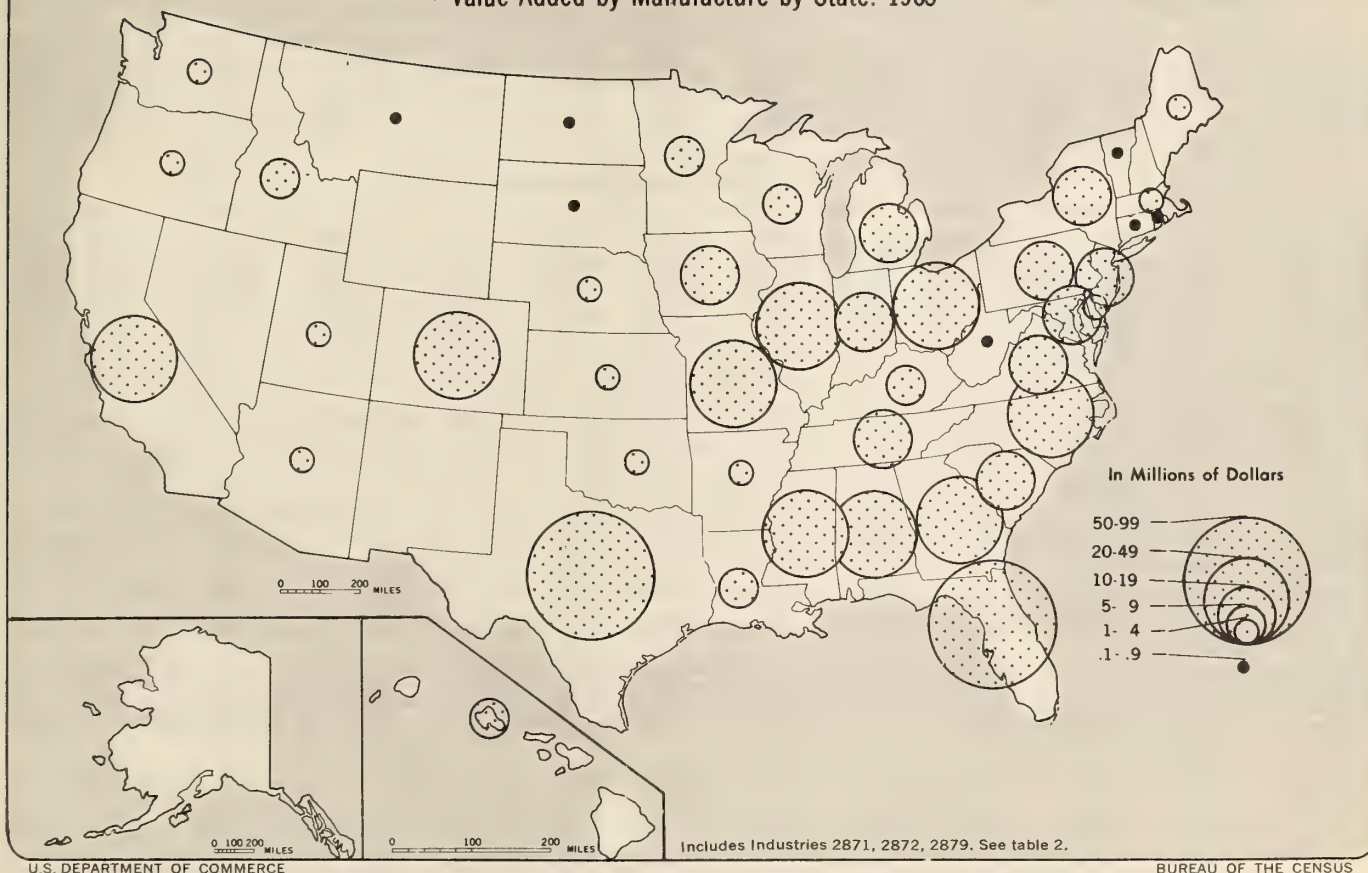 Value Added by Manufacture by State:
In Millions of Dollars
50-99
20-49
10-19
5- 9
1- 4
.1- .9
0 100 200 MILES
0 100 200 MILES
0 100 200 MILES
Includes Industries 2871, 2872, 2879. See table 2.
U.S. DEPARTMENT OF COMMERCE
BUREAU OF THE CENSUS